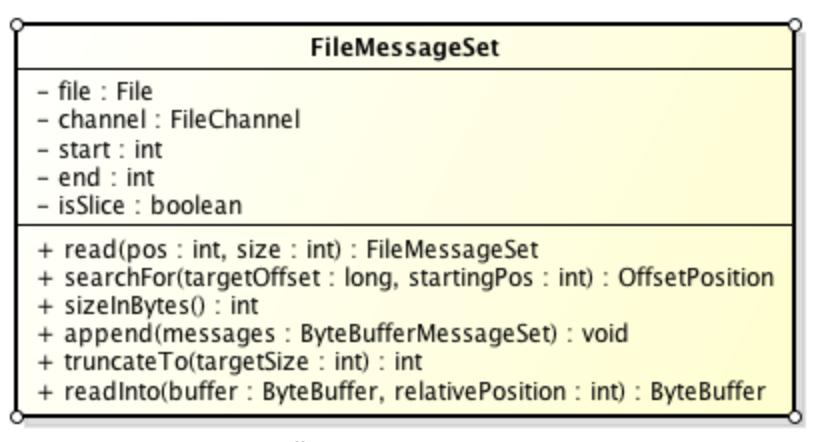 FileMessageSet
- file : File
- channel : FileChannel
- start : int
- end : int
- isSlice : boolean
+ read(pos : int, size : int) : FileMessageSet
+ searchFor(targetOffset : long, startingPos : int) : OffsetPosition
+ sizeInBytes() : int
+ append(messages : ByteBufferMessageSet) : void
+ truncateTo(targetSize : int) : int
+ readInto(buffer : ByteBuffer, relativePosition : int) : ByteBuffer